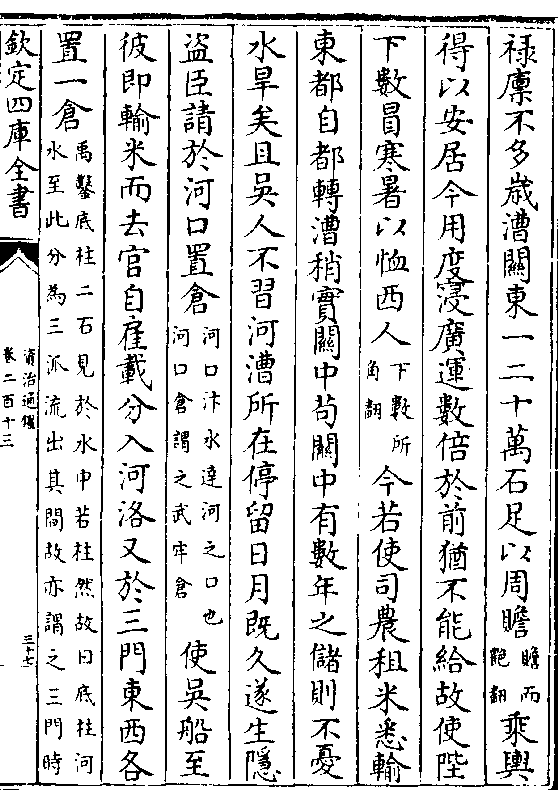 禄廪不多歳漕關東一二十萬石足以周贍贍而艶翻乘輿
得以安居今用度寖廣運數倍於前猶不能給故使陛
下數冒寒暑以恤西人下數所角翻今若使司農租米悉輸
東都自都轉漕稍實關中苟關中有數年之儲則不憂
水旱矣且吳人不習河漕所在停留日月既久遂生隱
盗臣請於河口置倉河口汴水達河之口也河口倉謂之武牢倉使吳船至
彼即輸米而去官自雇載分入河洛又於三門東西各
置一倉禹鑿底柱二石見於水中若柱然故曰底柱河水至此分為三派流出其間故亦謂之三門時
欽定四庫全書
資治通鑑
卷二百十三
三十七